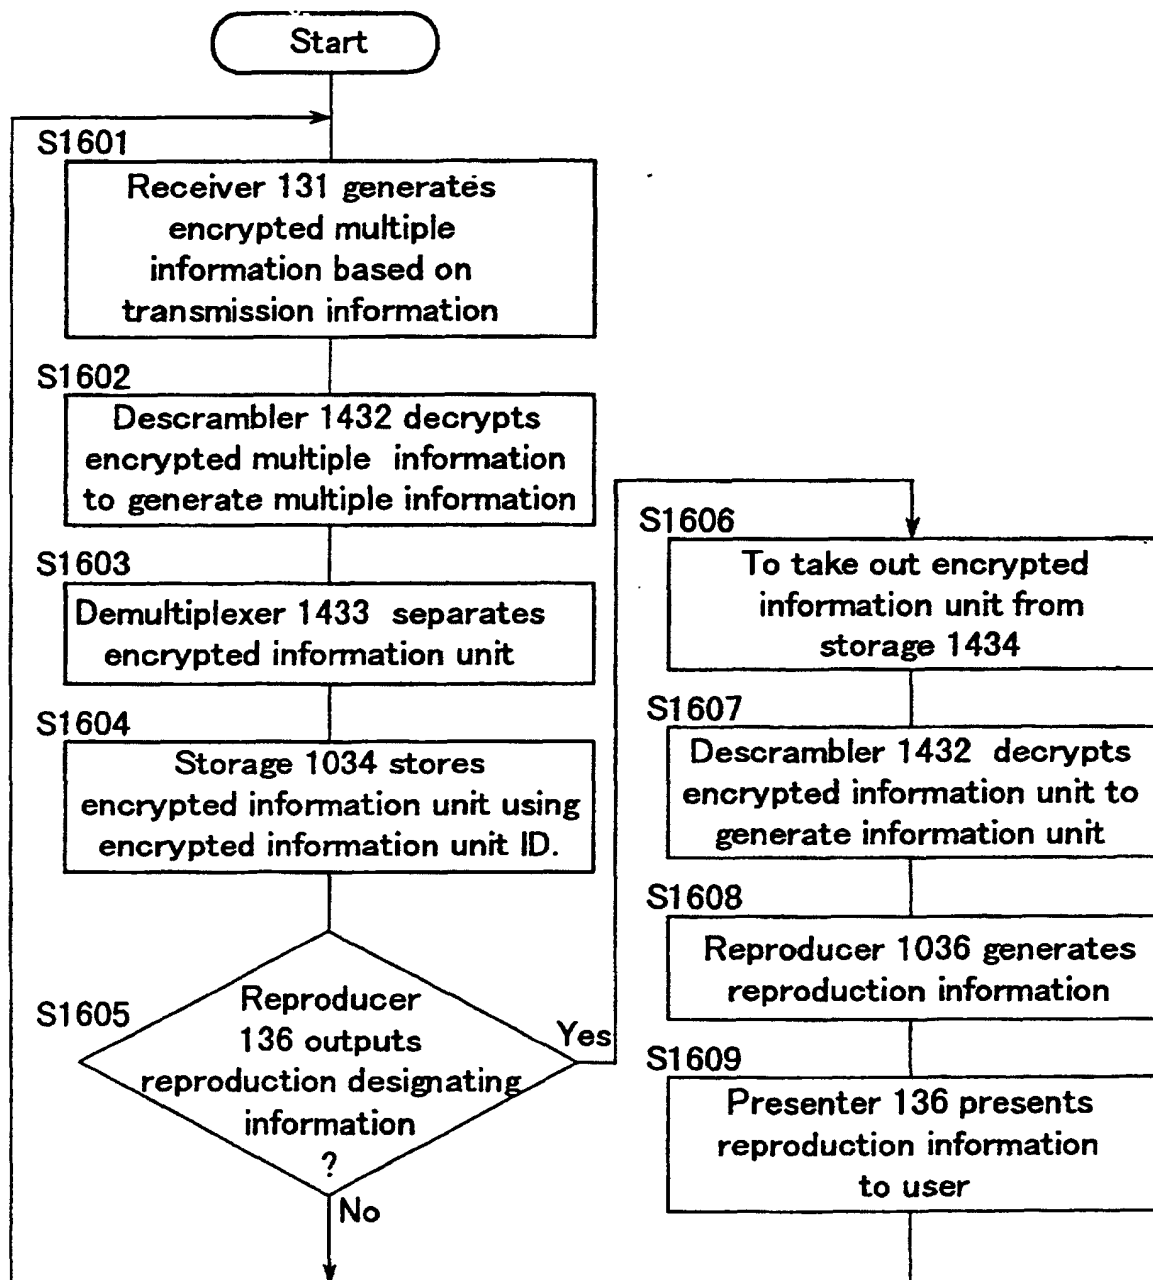 Start
S1601
Receiver 131 generates
encrypted multiple
information based on
transmission information
S1602
Descrambler 1432 decrypts
encrypted multiple information
to generate multiple information
S1603
Demultiplexer 1433 separates
encrypted information unit
S1604
Storage 1034 stores
encrypted information unit using
encrypted information unit ID.
S1605
Reproducer
136 outputs
reproduction designating
information
?
Yes
No
S1606
To take out encrypted
information unit from
storage 1434
S1607
Descrambler 1432 decrypts
encrypted information unit to
generate information unit
S1608
Reproducer 1036 generates
reproduction information
S1609
Presenter 136 presents
reproduction information
to user